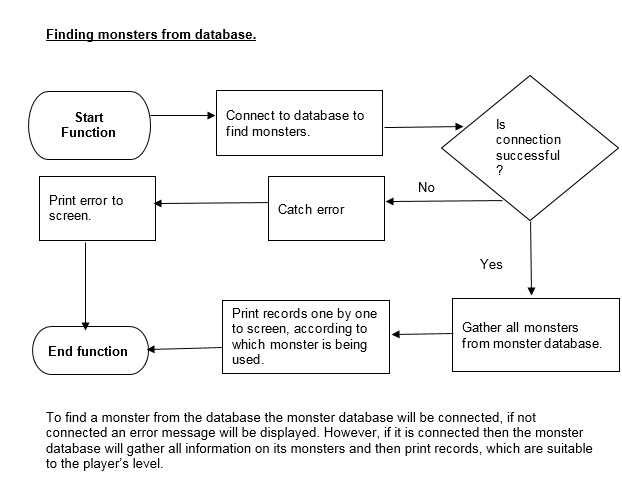 Finding monsters from database.
Start
Function
Connect to database to
find monsters.
Is
connection
successful
?
No
Catch error
Print error to
screen.
Yes
Gather all monsters
from monster database.
Print records one by one
to screen, according to
which monster is being
used.
End function
To find a monster from the database the monster database will be connected, if not
connected an error message will be displayed. However, if it is connected then the monster
database will gather all information on its monsters and then print records, which are suitable
to the player's level.